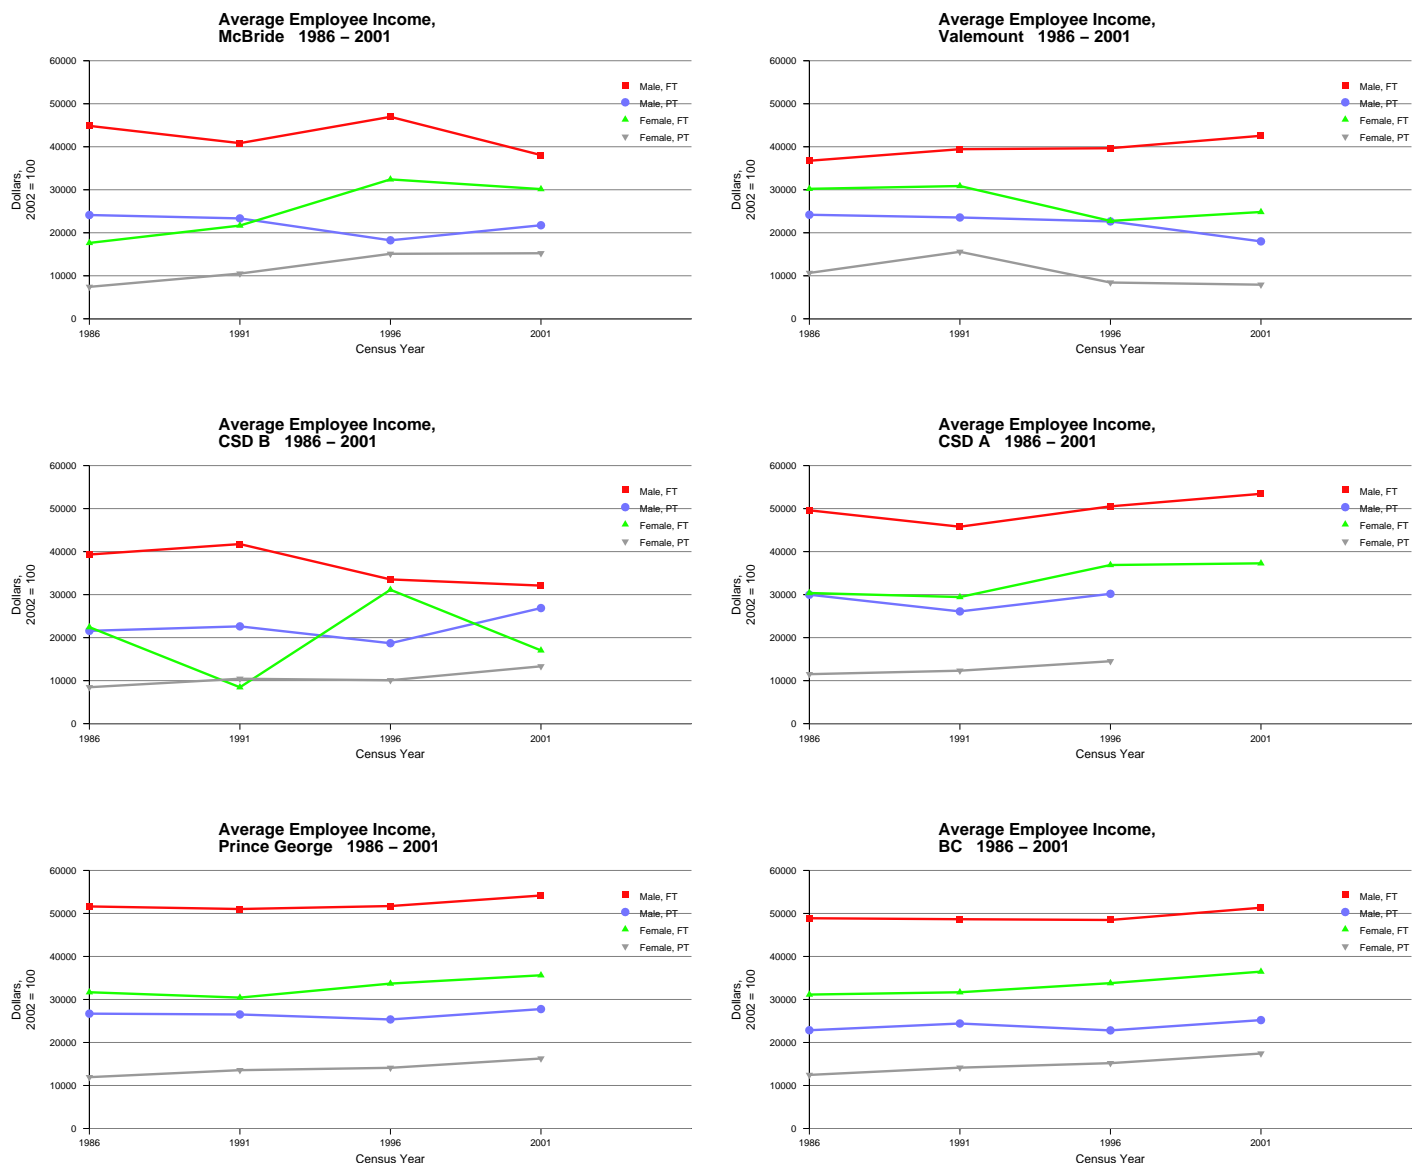 Average Employee Income,
McBride 1986 – 2001
60000
50000
40000
30000
20000
10000
0
Dollars,
2002 = 100
1986
1991
1996
2001
Census Year
Male, FT
Male, PT
Female, FT
Female, PT
Average Employee Income,
Valemount 1986 – 2001
60000
50000
40000
30000
20000
10000
0
Dollars,
2002 = 100
1986
1991
1996
2001
Census Year
Male, FT
Male, PT
Female, FT
Female, PT
Average Employee Income,
CSD B 1986 – 2001
60000
50000
40000
30000
20000
10000
0
Dollars,
2002 = 100
1986
1991
1996
2001
Census Year
Male, FT
Male, PT
Female, FT
Female, PT
Average Employee Income,
CSD A 1986 – 2001
60000
50000
40000
30000
20000
10000
0
Dollars,
2002 = 100
1986
1991
1996
2001
Census Year
Male, FT
Male, PT
Female, FT
Female, PT
Average Employee Income,
Prince George 1986 – 2001
60000
50000
40000
30000
20000
10000
0
Dollars,
2002 = 100
1986
1991
1996
2001
Census Year
Male, FT
Male, PT
Female, FT
Female, PT
Average Employee Income,
BC 1986 – 2001
60000
50000
40000
30000
20000
10000
0
Dollars,
2002 = 100
1986
1991
1996
2001
Census Year
Male, FT
Male, PT
Female, FT
Female, PT